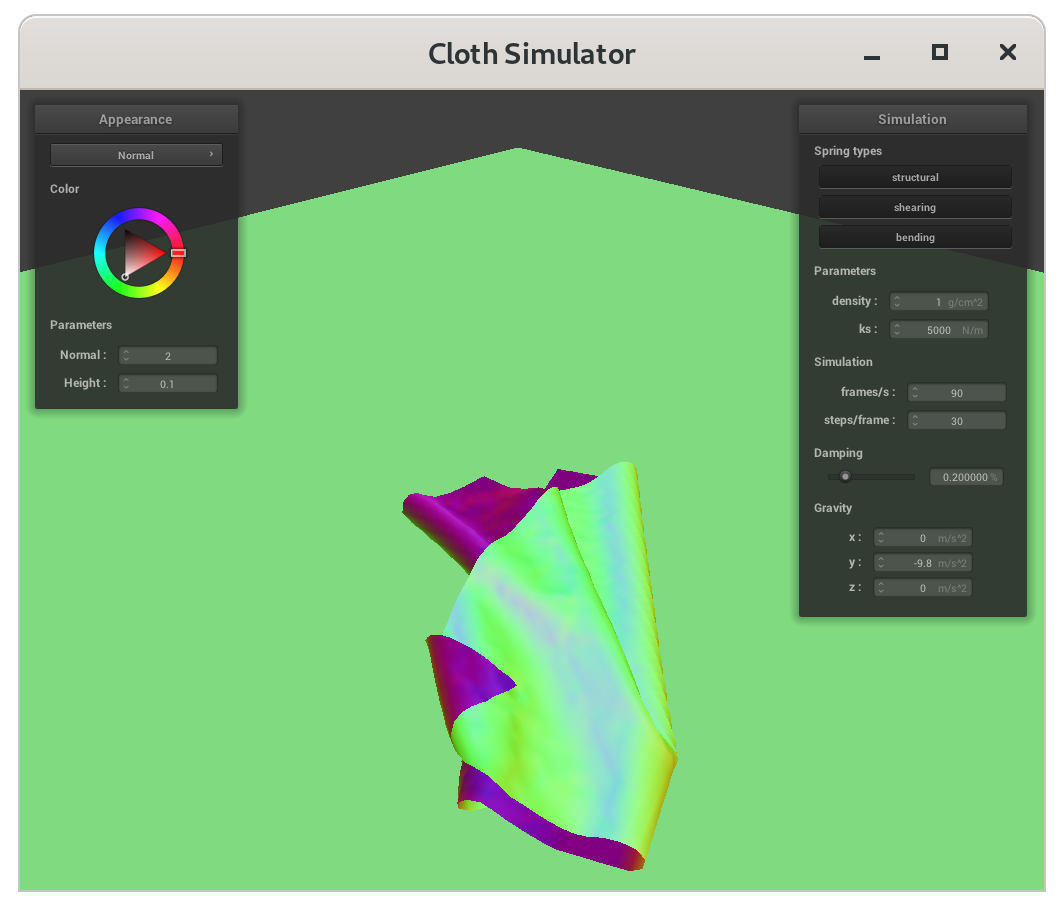 Cloth Simulator
Appearance
Normal
Color
Parameters
Normal : 2
Height : 0.1
Simulation
Spring types
structural
shearing
bending
Parameters
density : 1 g/cm^2
ks : 5000 N/m
Simulation
frames/s : 90
steps/frame : 30
Damping
0.200000 %
Gravity
x : 0 m/s^2
y : -9.8 m/s^2
z : 0 m/s^2